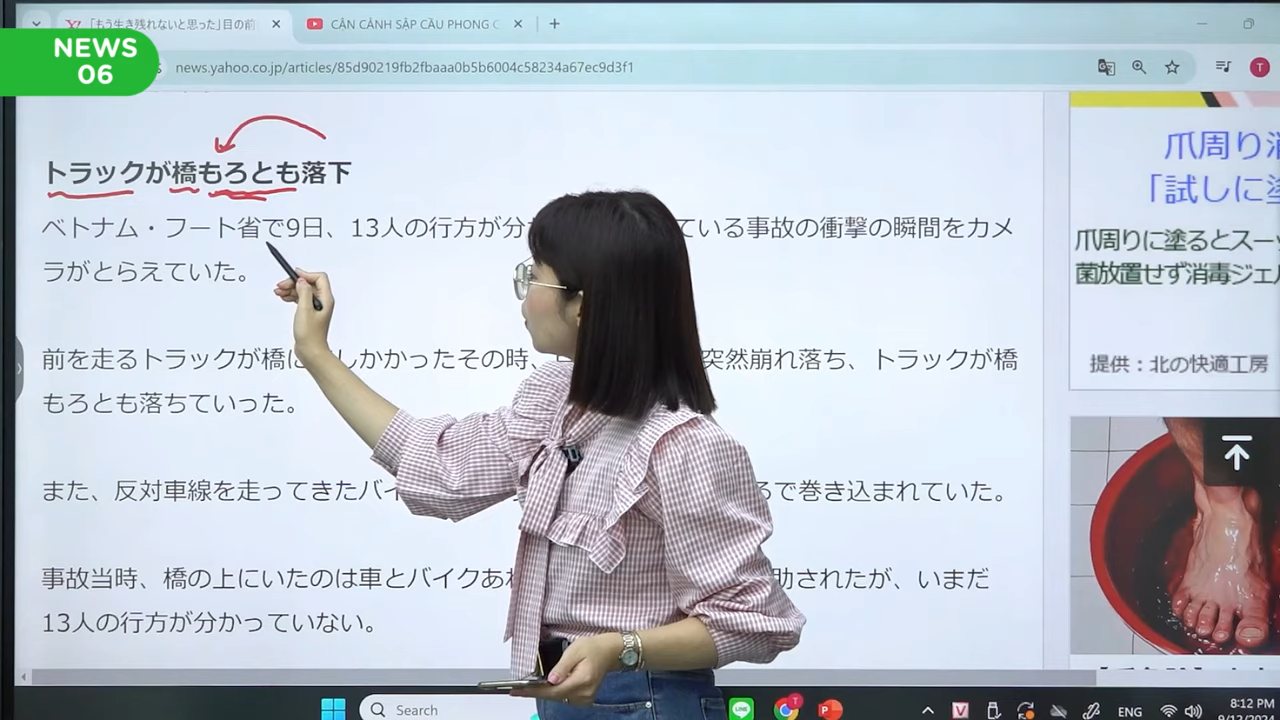 「もう生き残れないと思った」目の前
CẬN CẢNH SẬP CẦU PHONG C
NEWS
06
news.yahoo.co.jp/articles/85d90219fb2fbaaa0b5b6004c58234a67ec9d3f1
T
トラックが橋もろとも落下
ベトナム・フート省で9日、13人の行方が分か ている事故の衝撃の瞬間をカメ
ラがとらえていた。
前を走るトラックが橋に しかかったその時、 突然崩れ落ち、トラックが橋
もろとも落ちていった。
また、反対車線を走ってきたバイ で巻き込まれていた。
事故当時、橋の上にいたのは車とバイクあ 助されたが、いまだ
13人の行方が分かっていない。
爪周り
「試しに塗
爪周りに塗るとスー
菌放置せず消毒ジェル
提供：北の快適工房
Search
LINE
T
P
V
ENG
8:12 PM